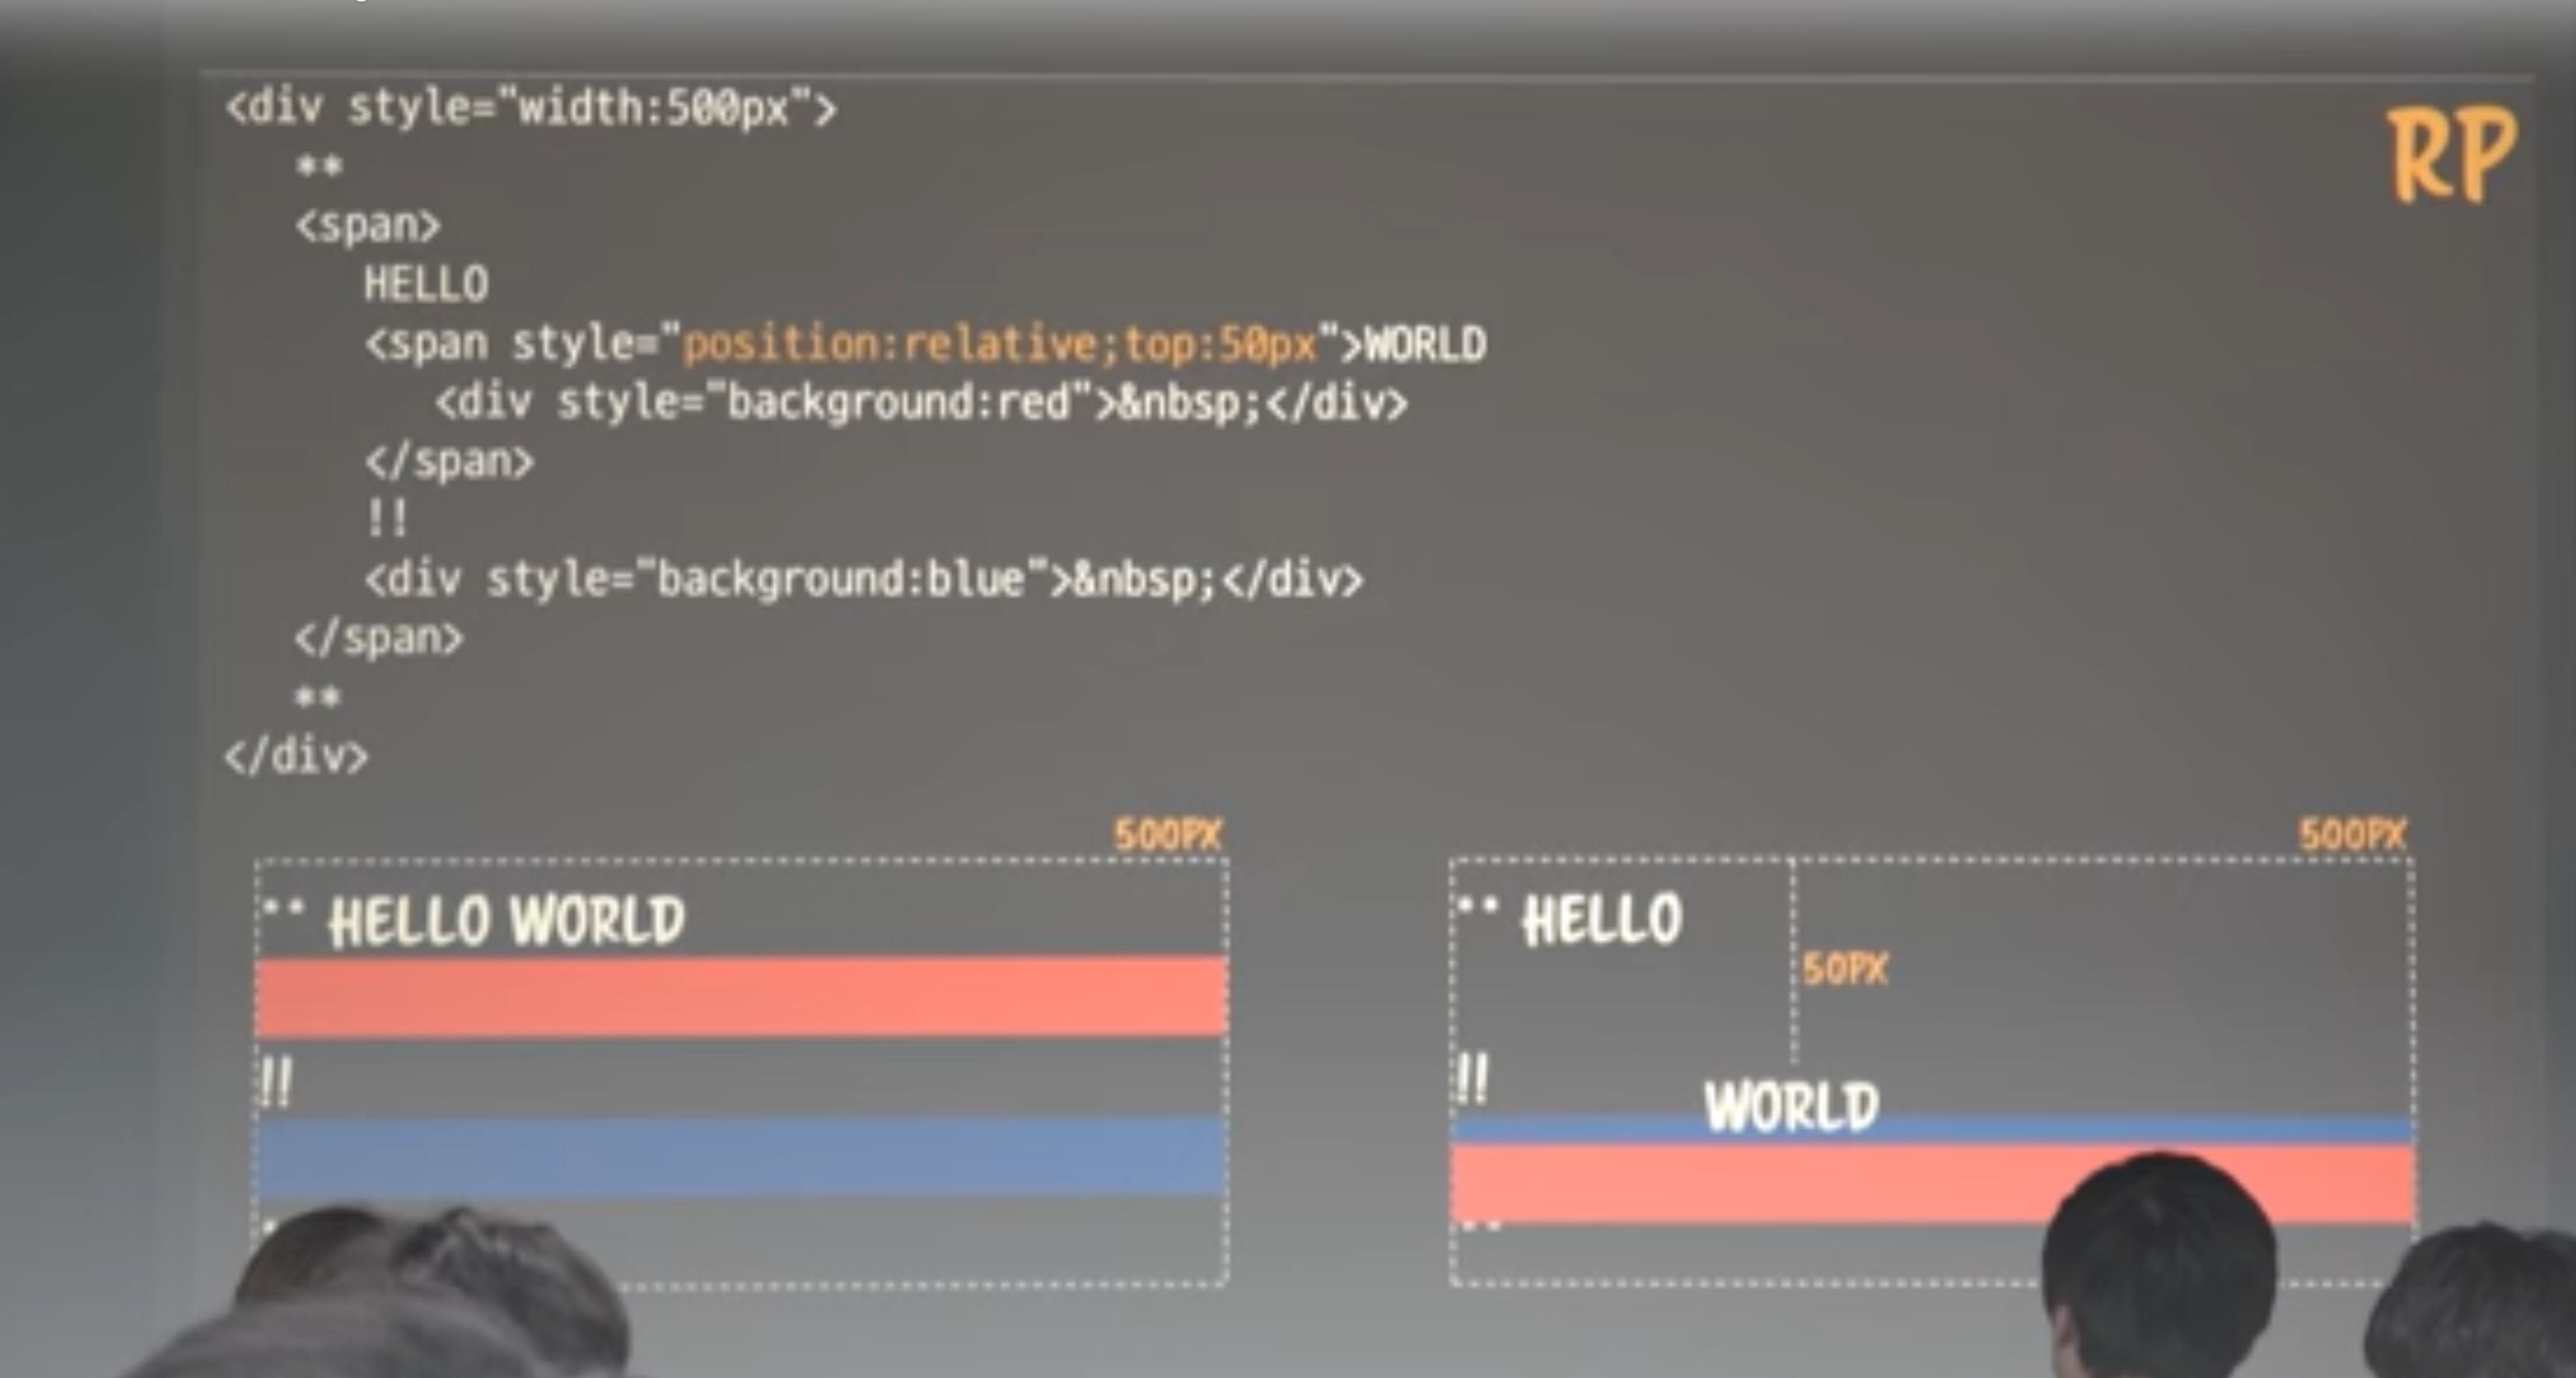 <div style="width:500px">
RP
**
<span>
HELLO
<span style="position:relative;top:50px">WORLD
<div style="background:red">&nbsp;</div>
</span>
!!
<div style="background:blue">&nbsp;</div>
</span>
**
</div>
500PX
** HELLO WORLD
!!
500PX
** HELLO
50PX
!!
WORLD